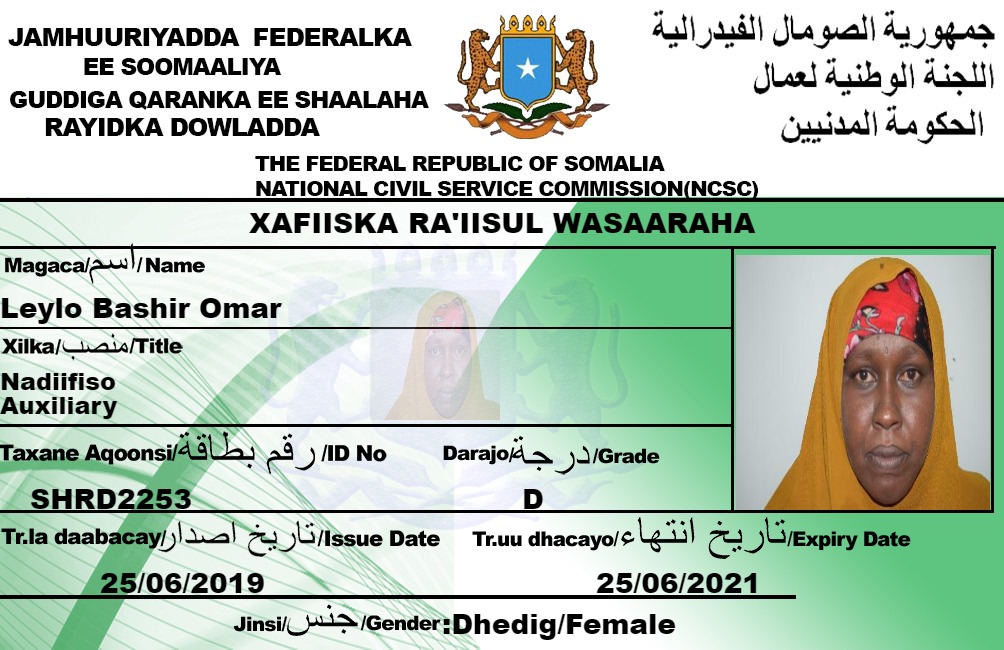 JAMHUURIYADDA FEDERALKA
EE SOOMAALIYA
GUDDIGA QARANKA EE SHAALAHA
RAYIDKA DOWLADDA
جمهورية الصومال الفيدرالية
اللجنة الوطنية لعمال
الحكومة المدنيين
THE FEDERAL REPUBLIC OF SOMALIA
NATIONAL CIVIL SERVICE COMMISSION(NCSC)
XAFIISKA RA'IISUL WASAARAHA
Magaca/اسم/Name
Leylo Bashir Omar
Xilka/منصب/Title
Nadiifiso
Auxiliary
Taxane Aqoonsi/رقم بطاقة/ID No
SHRD2253
Darajo/درجة/Grade
D
Tr.la daabacay/تاريخ اصدار/Issue Date
25/06/2019
Tr.uu dhacayo/تاريخ انتهاء/Expiry Date
25/06/2021
Jinsi/جنس/Gender:Dhedig/Female